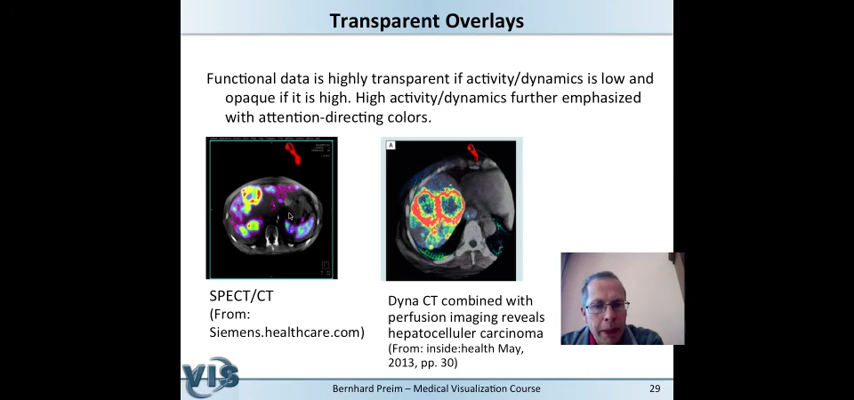 Transparent Overlays
Functional data is highly transparent if activity/dynamics is low and
opaque if it is high. High activity/dynamics further emphasized
with attention-directing colors.
A
SPECT/CT
(From:
Siemens.healthcare.com)
Dyna CT combined with
perfusion imaging reveals
hepatocelluler carcinoma
(From: inside:health May,
2013, pp. 30)
VIS
Bernhard Preim – Medical Visualization Course
29